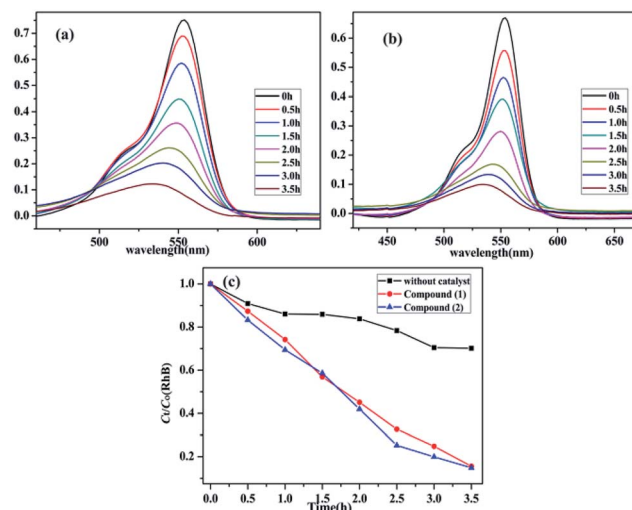 (a)
0.7
0.6
0.5
0.4
0.3
0.2
0.1
0.0
0h
0.5h
1.0h
1.5h
2.0h
2.5h
3.0h
3.5h
500
550
600
wavelength(nm)
(b)
0.7
0.6
0.5
0.4
0.3
0.2
0.1
0.0
0h
0.5h
1.0h
1.5h
2.0h
2.5h
3.0h
3.5h
450
500
550
600
650
wavelength(nm)
(c)
without catalyst
Compound (1)
Compound (2)
Ct/Co(RhB)
1.0
0.8
0.6
0.4
0.2
0.0
0.5
1.0
1.5
2.0
2.5
3.0
3.5
Time(h)